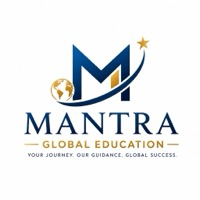 M
MANTRA
GLOBAL EDUCATION
YOUR JOURNEY. OUR GUIDANCE. GLOBAL SUCCESS.